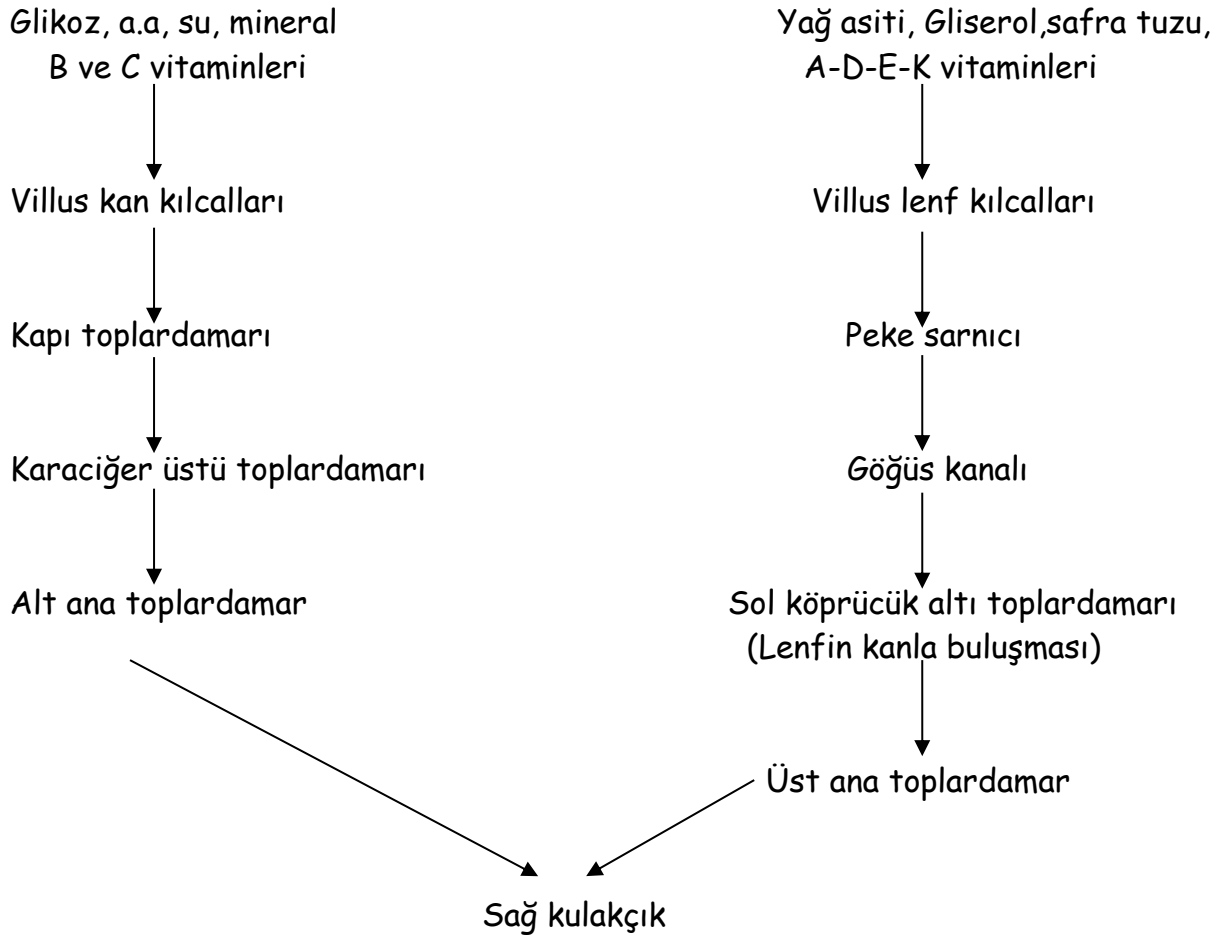 Glikoz, a.a, su, mineral
B ve C vitaminleri
Villus kan kılcalları
Kapı toplardamarı
Karaciğer üstü toplardamarı
Alt ana toplardamar
Yağ asiti, Gliserol,safra tuzu,
A-D-E-K vitaminleri
Villus lenf kılcalları
Peke sarnıcı
Göğüs kanalı
Sol köprücük altı toplardamarı
(Lenfin kanla buluşması)
Üst ana toplardamar
Sağ kulakçık